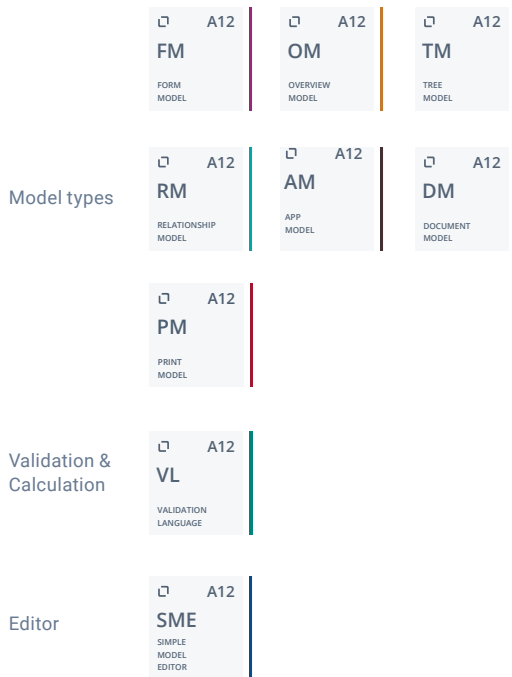 A12
FM
FORM
MODEL
A12
OM
OVERVIEW
MODEL
A12
TM
TREE
MODEL
Model types
A12
RM
RELATIONSHIP
MODEL
A12
AM
APP
MODEL
A12
DM
DOCUMENT
MODEL
A12
PM
PRINT
MODEL
Validation &
Calculation
A12
VL
VALIDATION
LANGUAGE
Editor
A12
SME
SIMPLE
MODEL
EDITOR